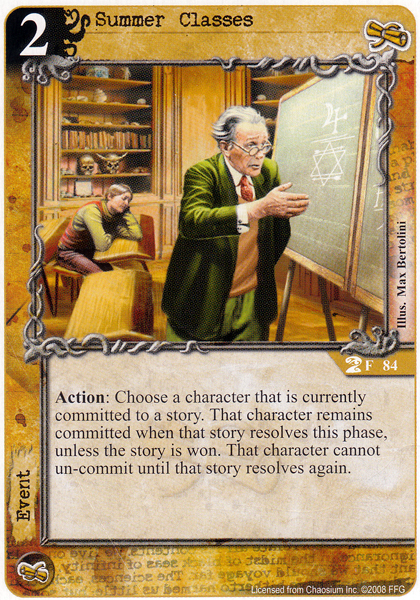 2
Summer Classes
Illus. Max Bertolini
F 84
Action: Choose a character that is currently
committed to a story. That character remains
committed when that story resolves this phase,
unless the story is won. That character cannot
un-commit until that story resolves again.
Event
Licensed from Chaosium Inc. ©2008 FFG